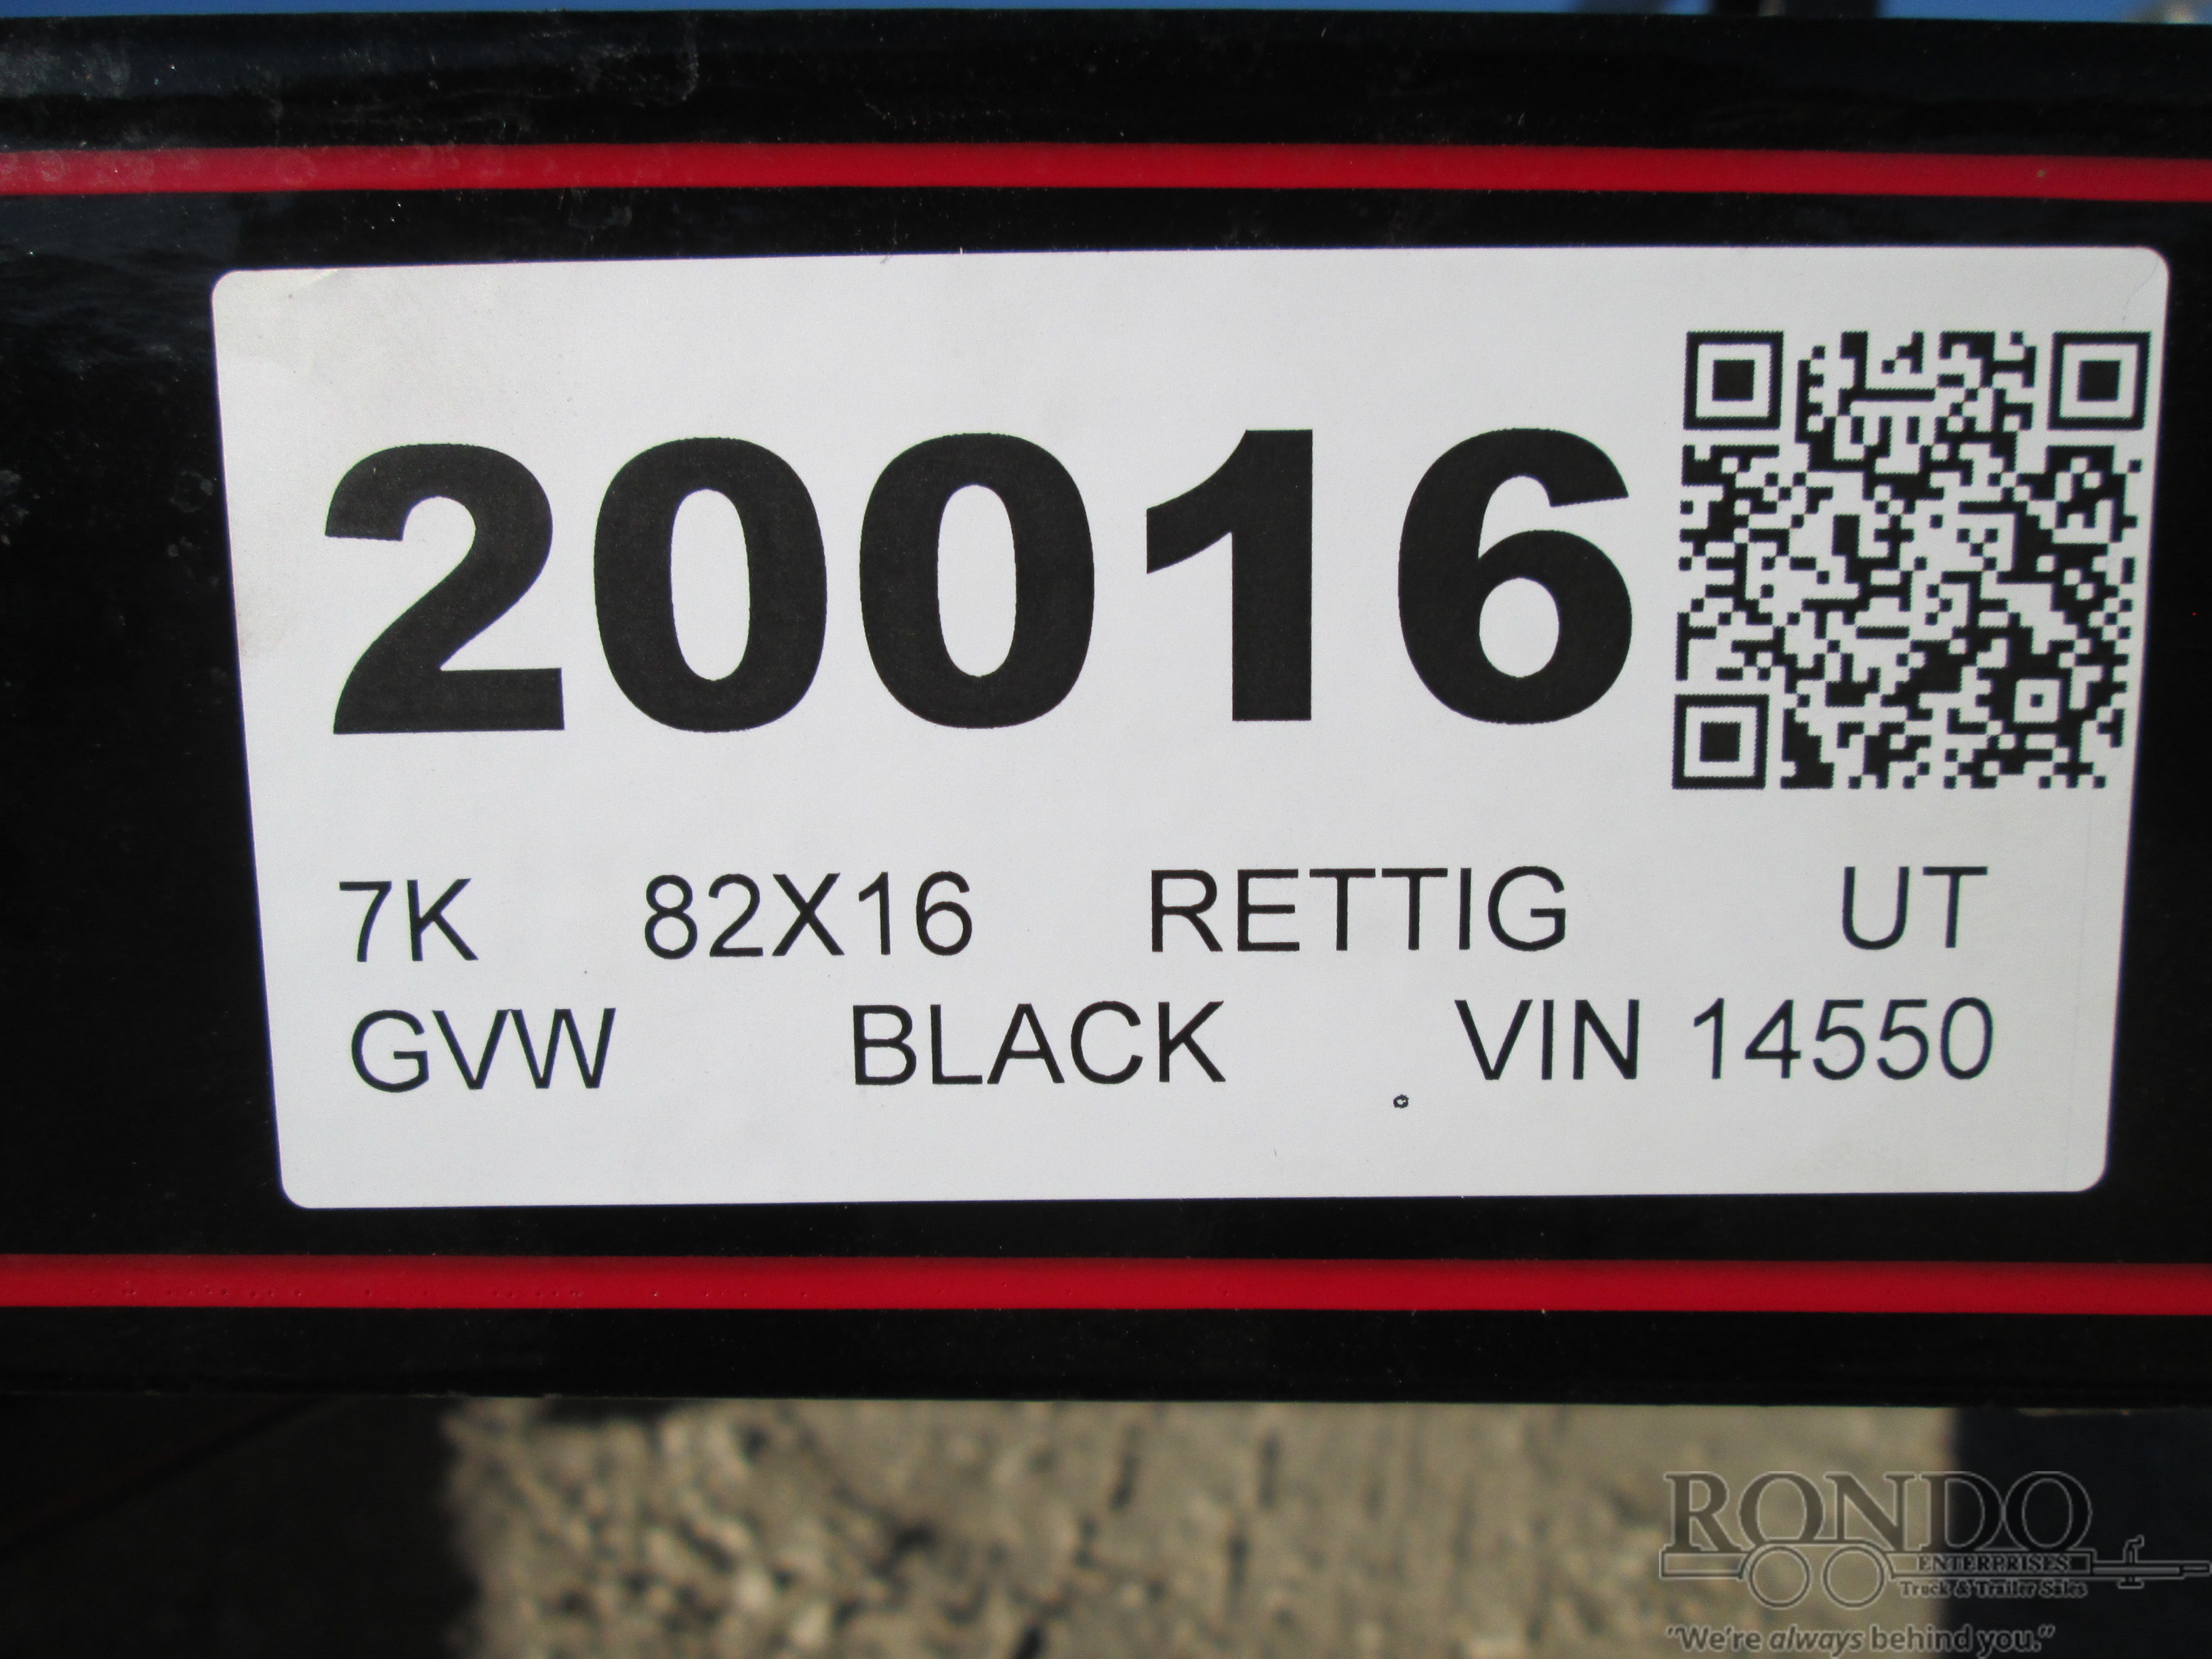 20016
7K 82X16 RETTIG UT
GVW BLACK VIN 14550
RONDO
ENTERPRISES
Truck & Trailer Sales
"We're always behind you."